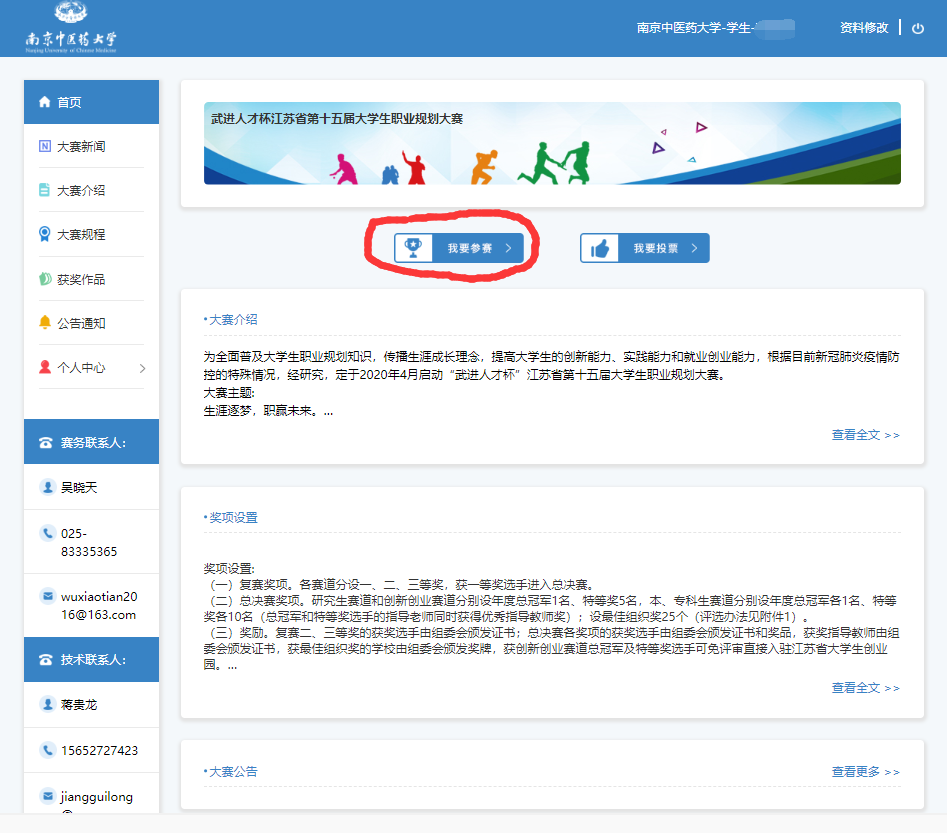 南京中医药大学
Nanjing University of Chinese Medicine
南京中医药大学-学生-
资料修改
首页
大赛新闻
大赛介绍
大赛规程
获奖作品
公告通知
个人中心
赛务联系人:
吴晓天
025-
83335365
wuxiaotian20
16@163.com
技术联系人:
蒋贵龙
15652727423
jiangguilong
武进人才杯江苏省第十五届大学生职业规划大赛
我要参赛
我要投票
•大赛介绍
为全面普及大学生职业规划知识，传播生涯成长理念，提高大学生的创新能力、实践能力和就业创业能力，根据目前新冠肺炎疫情防
控的特殊情况，经研究，定于2020年4月启动“武进人才杯”江苏省第十五届大学生职业规划大赛。
大赛主题:
生涯逐梦，职赢未来。...
查看全文 >>
•奖项设置
奖项设置:
（一）复赛奖项。各赛道分设一、二、三等奖，获一等奖选手进入总决赛。
（二）总决赛奖项。研究生赛道和创新创业赛道分别设年度总冠军1名、特等奖5名，本、专科生赛道分别设年度总冠军各1名、特等
奖各10名（总冠军和特等奖选手的指导老师同时获得优秀指导教师奖）；设最佳组织奖25个（评选办法见附件1）。
（三）奖励。复赛二、三等奖的获奖选手由组委会颁发证书；总决赛各奖项的获奖选手由组委会颁发证书和奖品，获奖指导教师由组
委会颁发证书，获最佳组织奖的学校由组委会颁发奖牌，获创新创业赛道总冠军及特等奖选手可免评审直接入驻江苏省大学生创业
园。...
查看全文 >>
•大赛公告
查看更多 >>